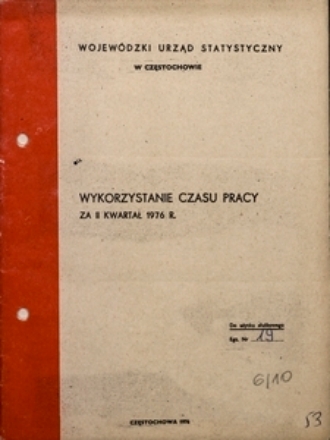 WOJEWÓDZKI URZĄD STATYSTYCZNY
W CZĘSTOCHOWIE
WYKORZYSTANIE CZASU PRACY
ZA II KWARTAŁ 1976 R.
Do użytku służbowego
Egz. Nr 19
6/10
53
CZĘSTOCHOWA 1976